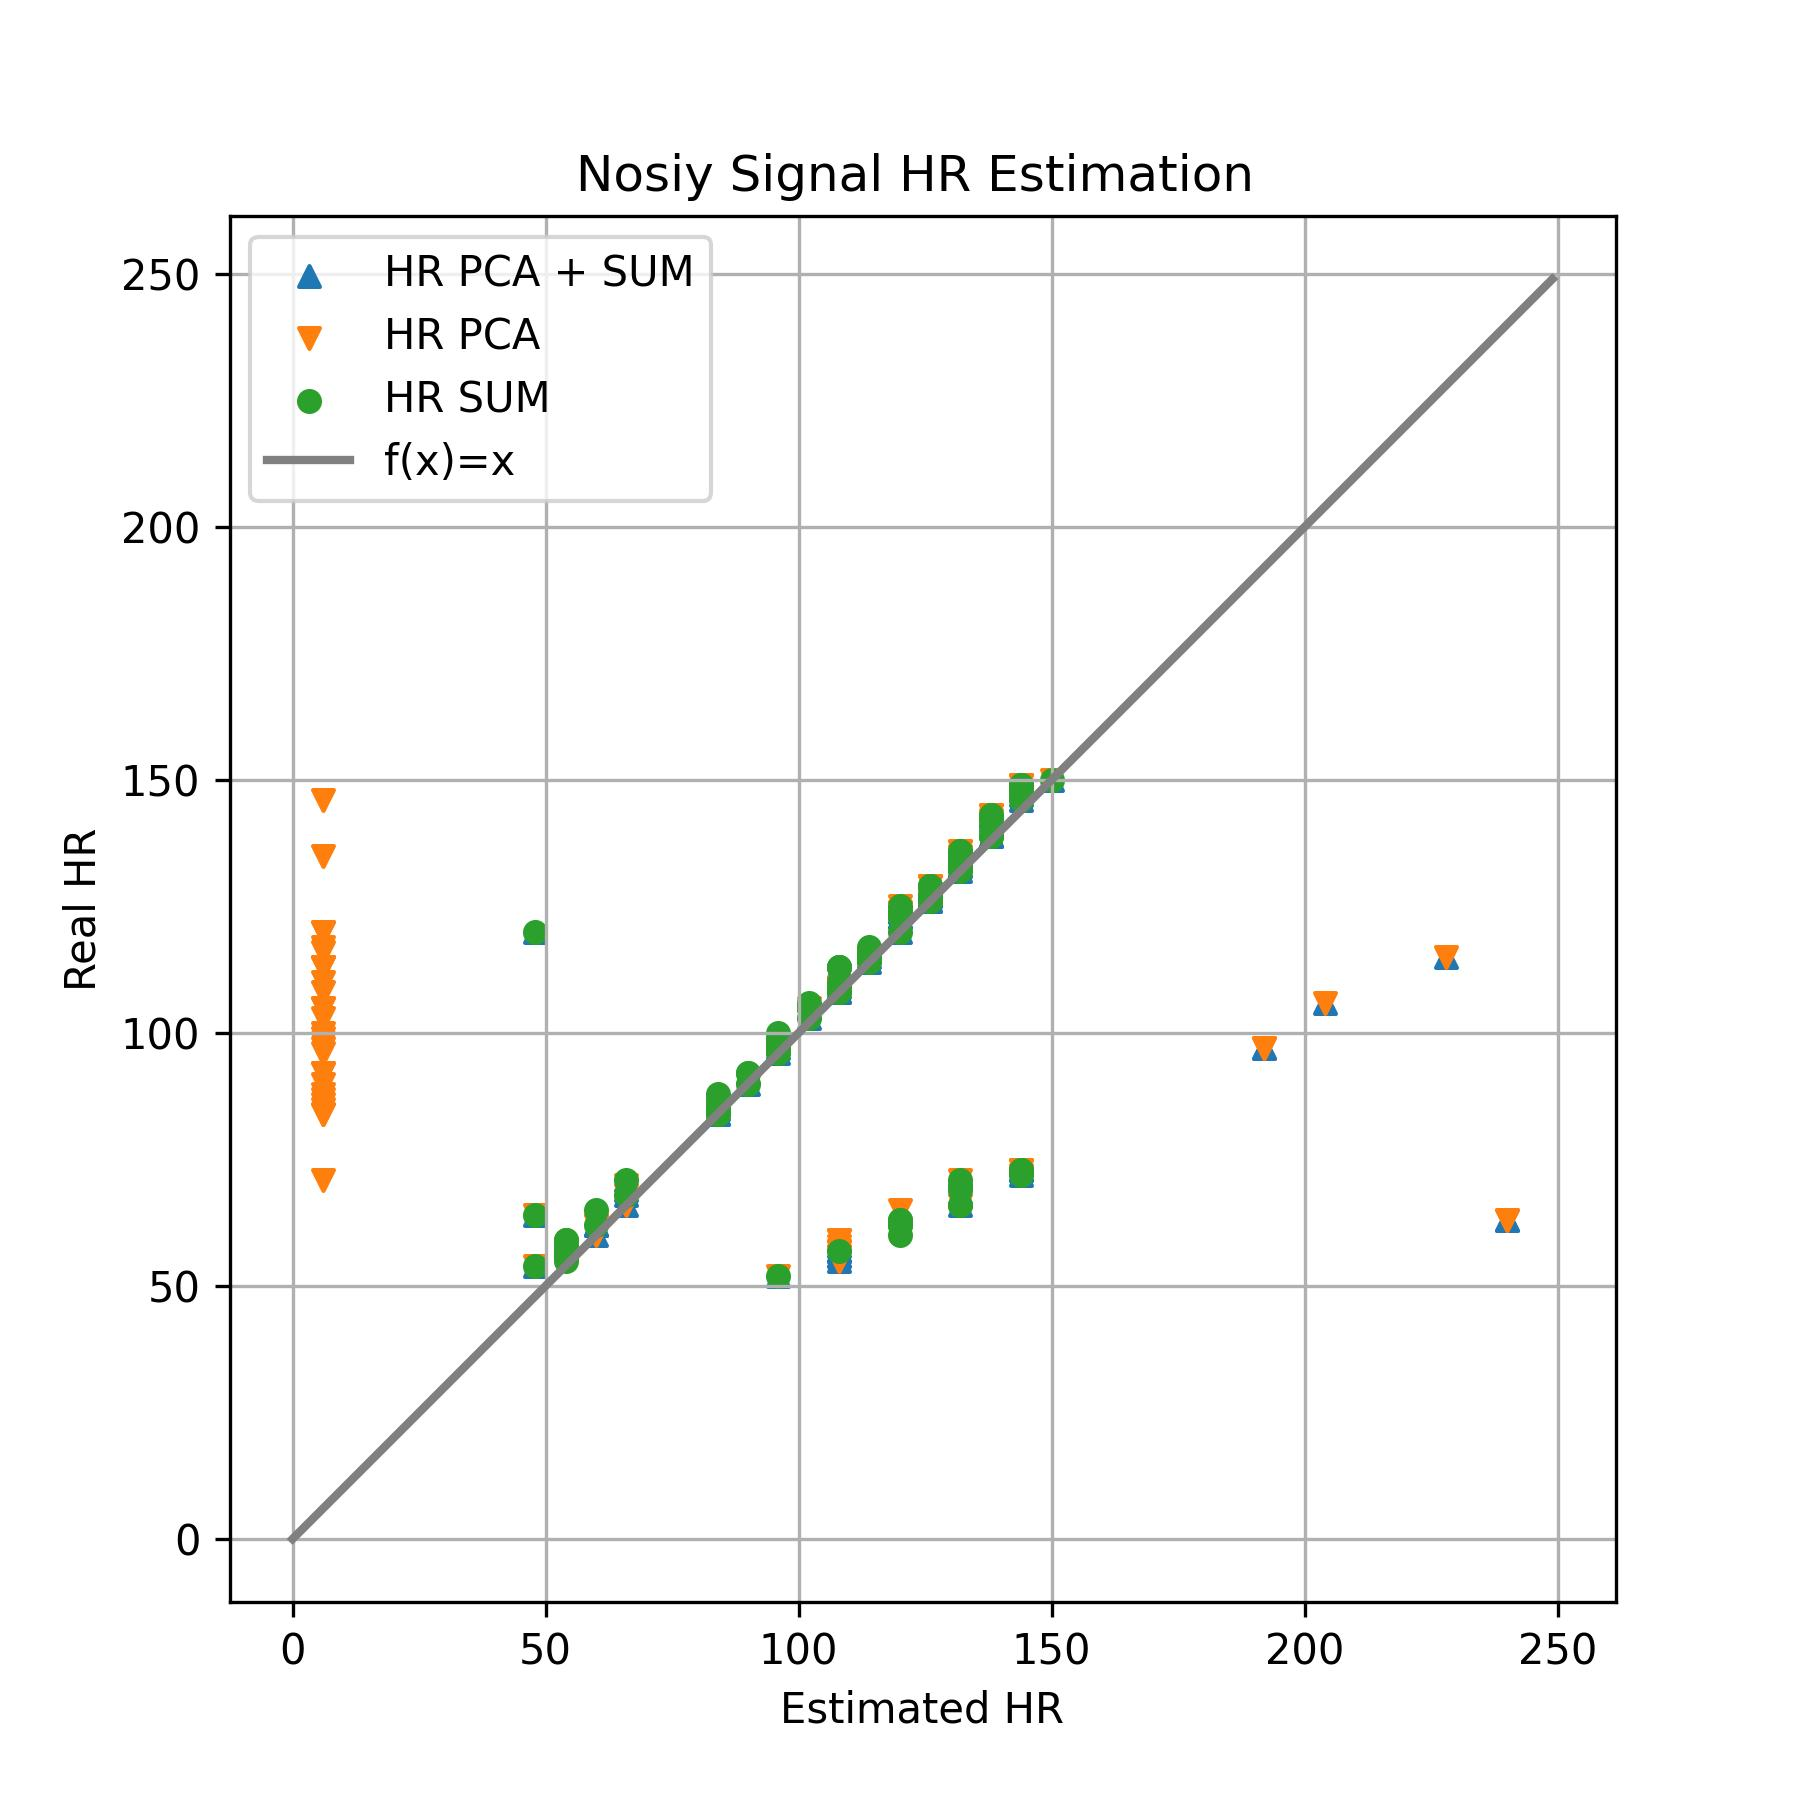 Nosiy Signal HR Estimation
HR PCA + SUM
HR PCA
HR SUM
f(x)=x
250
200
150
100
50
0
Real HR
0 50 100 150 200 250
Estimated HR